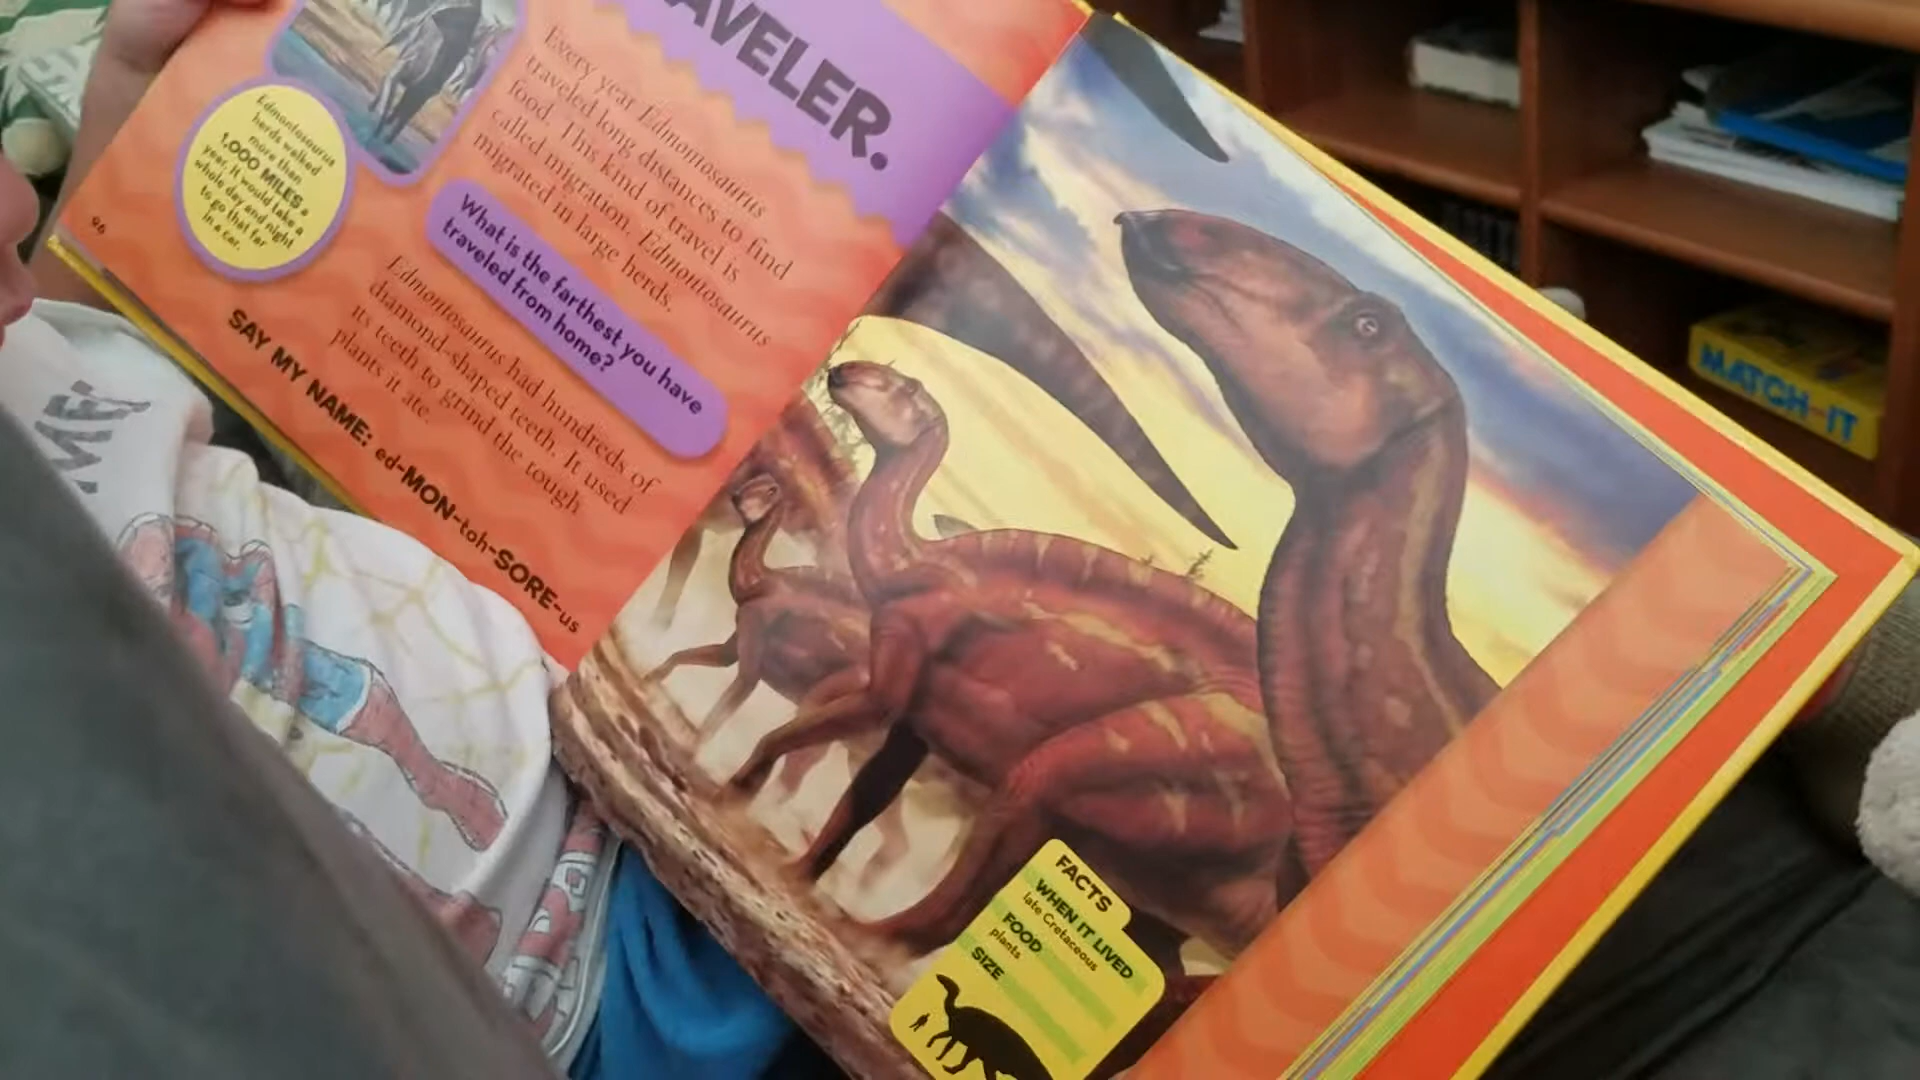 AVELER.
Every year Edmontosaurus
traveled long distances to find
food. This kind of travel is
called migration. Edmontosaurus
migrated in large herds.
Edmontosaurus
herds walked
more than
1,000 MILES a
year. It would take a
whole day and night
to go that far
in a car.
What is the farthest you have
traveled from home?
Edmontosaurus had hundreds of
diamond-shaped teeth. It used
its teeth to grind the tough
plants it ate.
SAY MY NAME: ed-MON-toh-SORE-us
96
FACTS
WHEN IT LIVED
late Cretaceous
FOOD
plants
SIZE
MATCH-IT